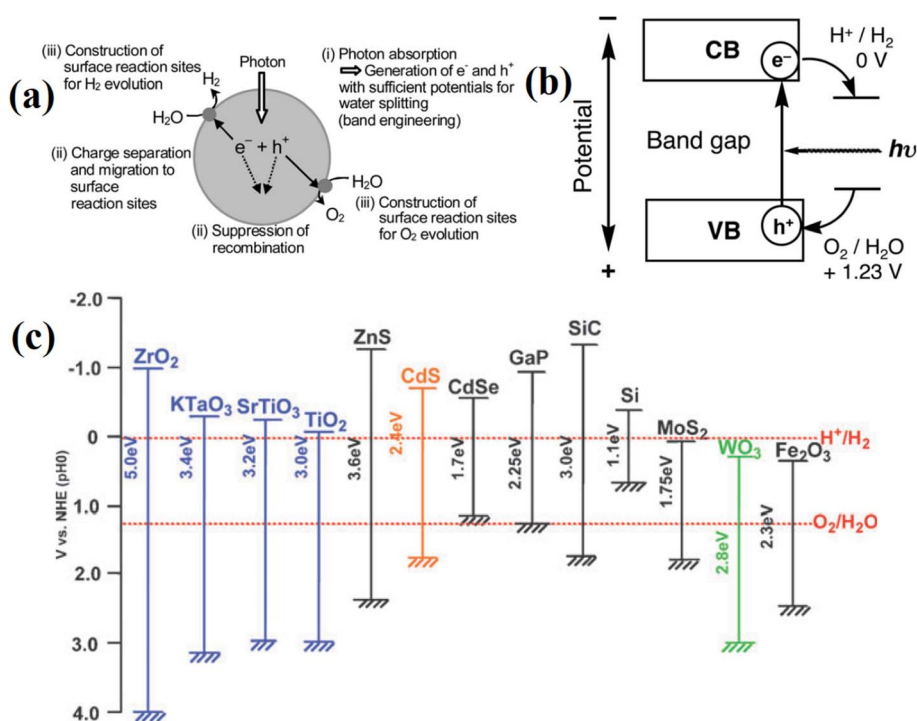 (a)
(iii) Construction of
surface reaction sites
for H₂ evolution
H₂
H₂O
Photon
(i) Photon absorption
⇨ Generation of e⁻ and h⁺
with sufficient potentials for
water splitting
(band engineering)
e⁻ + h⁺
(ii) Charge separation
and migration to
surface
reaction sites
H₂O
O₂
(iii) Construction of
surface reaction sites
for O₂ evolution
(ii) Suppression of
recombination
(b)
−
Potential
+
CB
e⁻
H⁺ / H₂
0 V
Band gap
hυ
VB
h⁺
O₂ / H₂O
+ 1.23 V
(c)
V vs. NHE (pH0)
-2.0
-1.0
0
1.0
2.0
3.0
4.0
ZrO₂
5.0eV
KTaO₃
3.4eV
SrTiO₃
3.2eV
TiO₂
3.0eV
ZnS
3.6eV
CdS
2.4eV
CdSe
1.7eV
GaP
2.25eV
SiC
3.0eV
Si
1.1eV
MoS₂
1.75eV
WO₃
2.8eV
Fe₂O₃
2.3eV
H⁺/H₂
O₂/H₂O